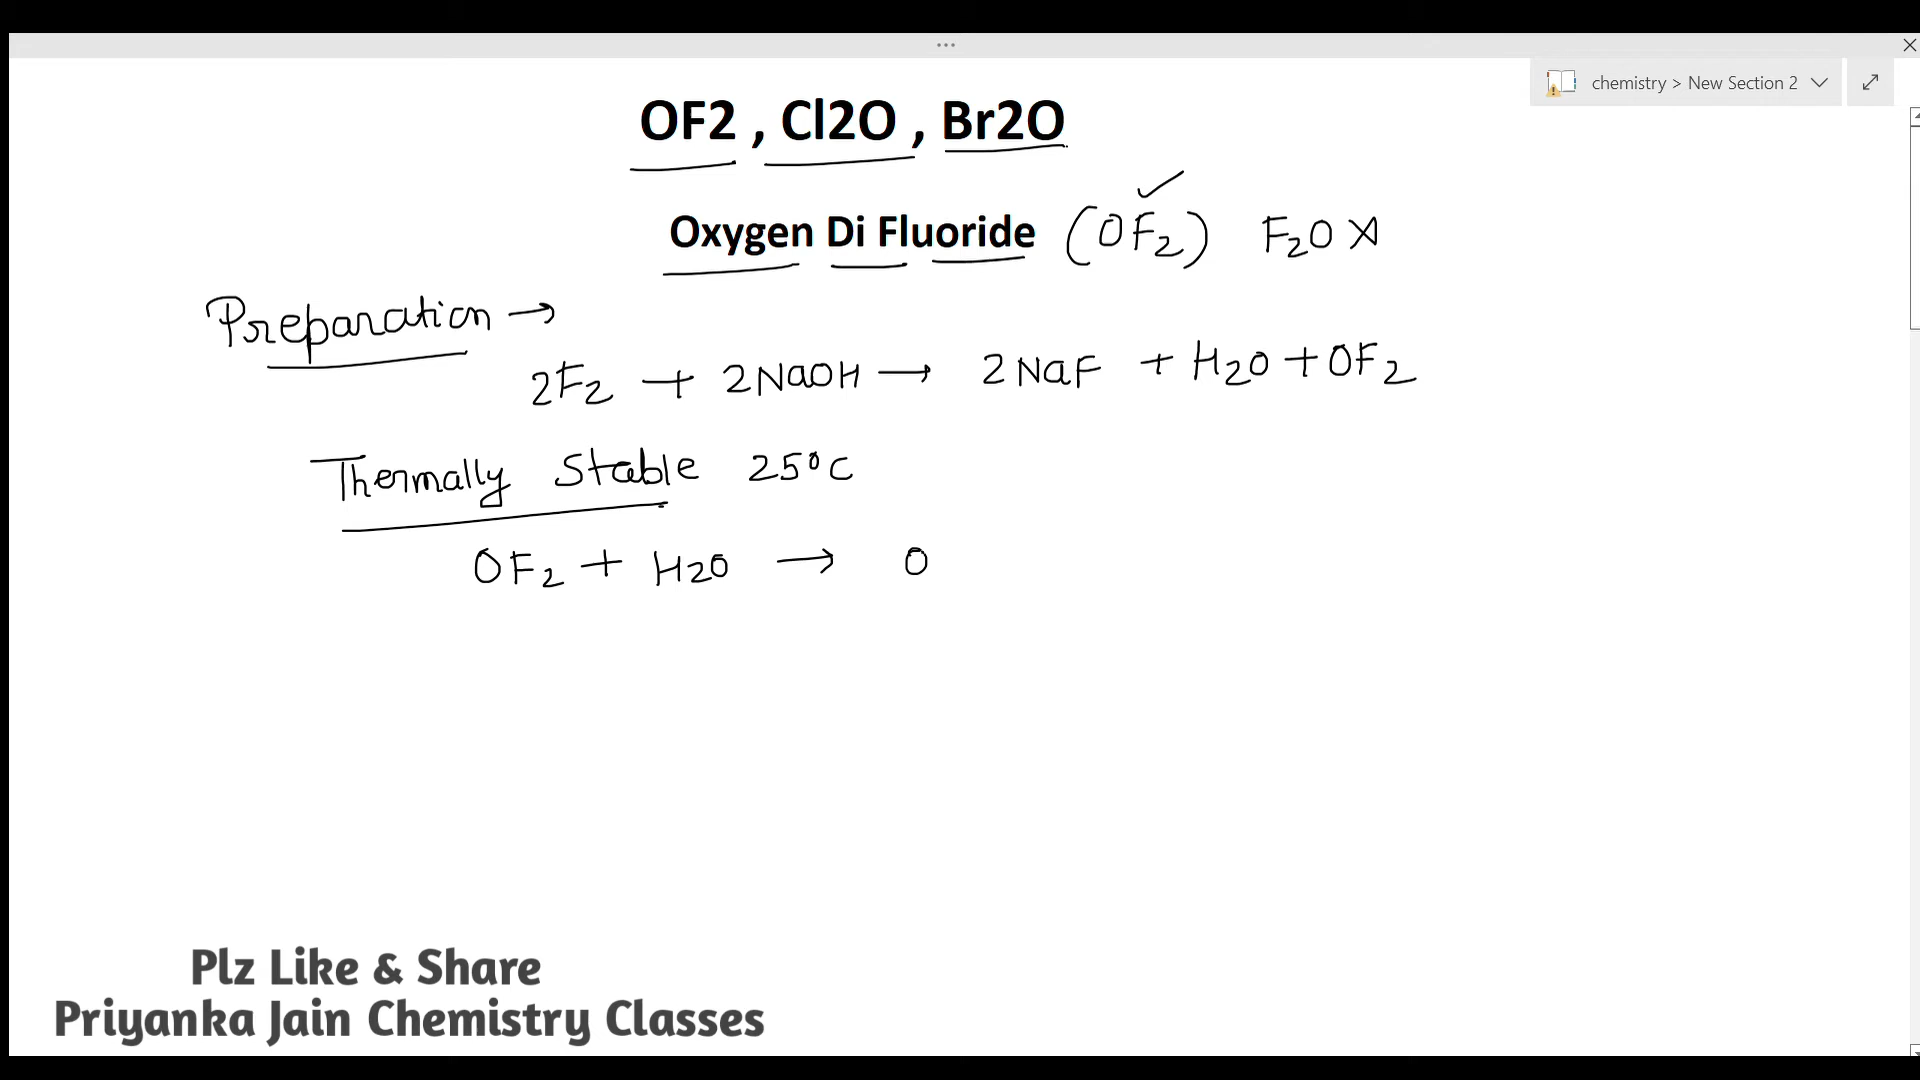 chemistry > New Section 2
OF2 , Cl2O , Br2O
Oxygen Di Fluoride (OF2) F2O X
Preparation →
2F2 + 2NaOH → 2NaF + H2O + OF2
Thermally Stable 25°C
OF2 + H2O → O
Plz Like & Share
Priyanka Jain Chemistry Classes